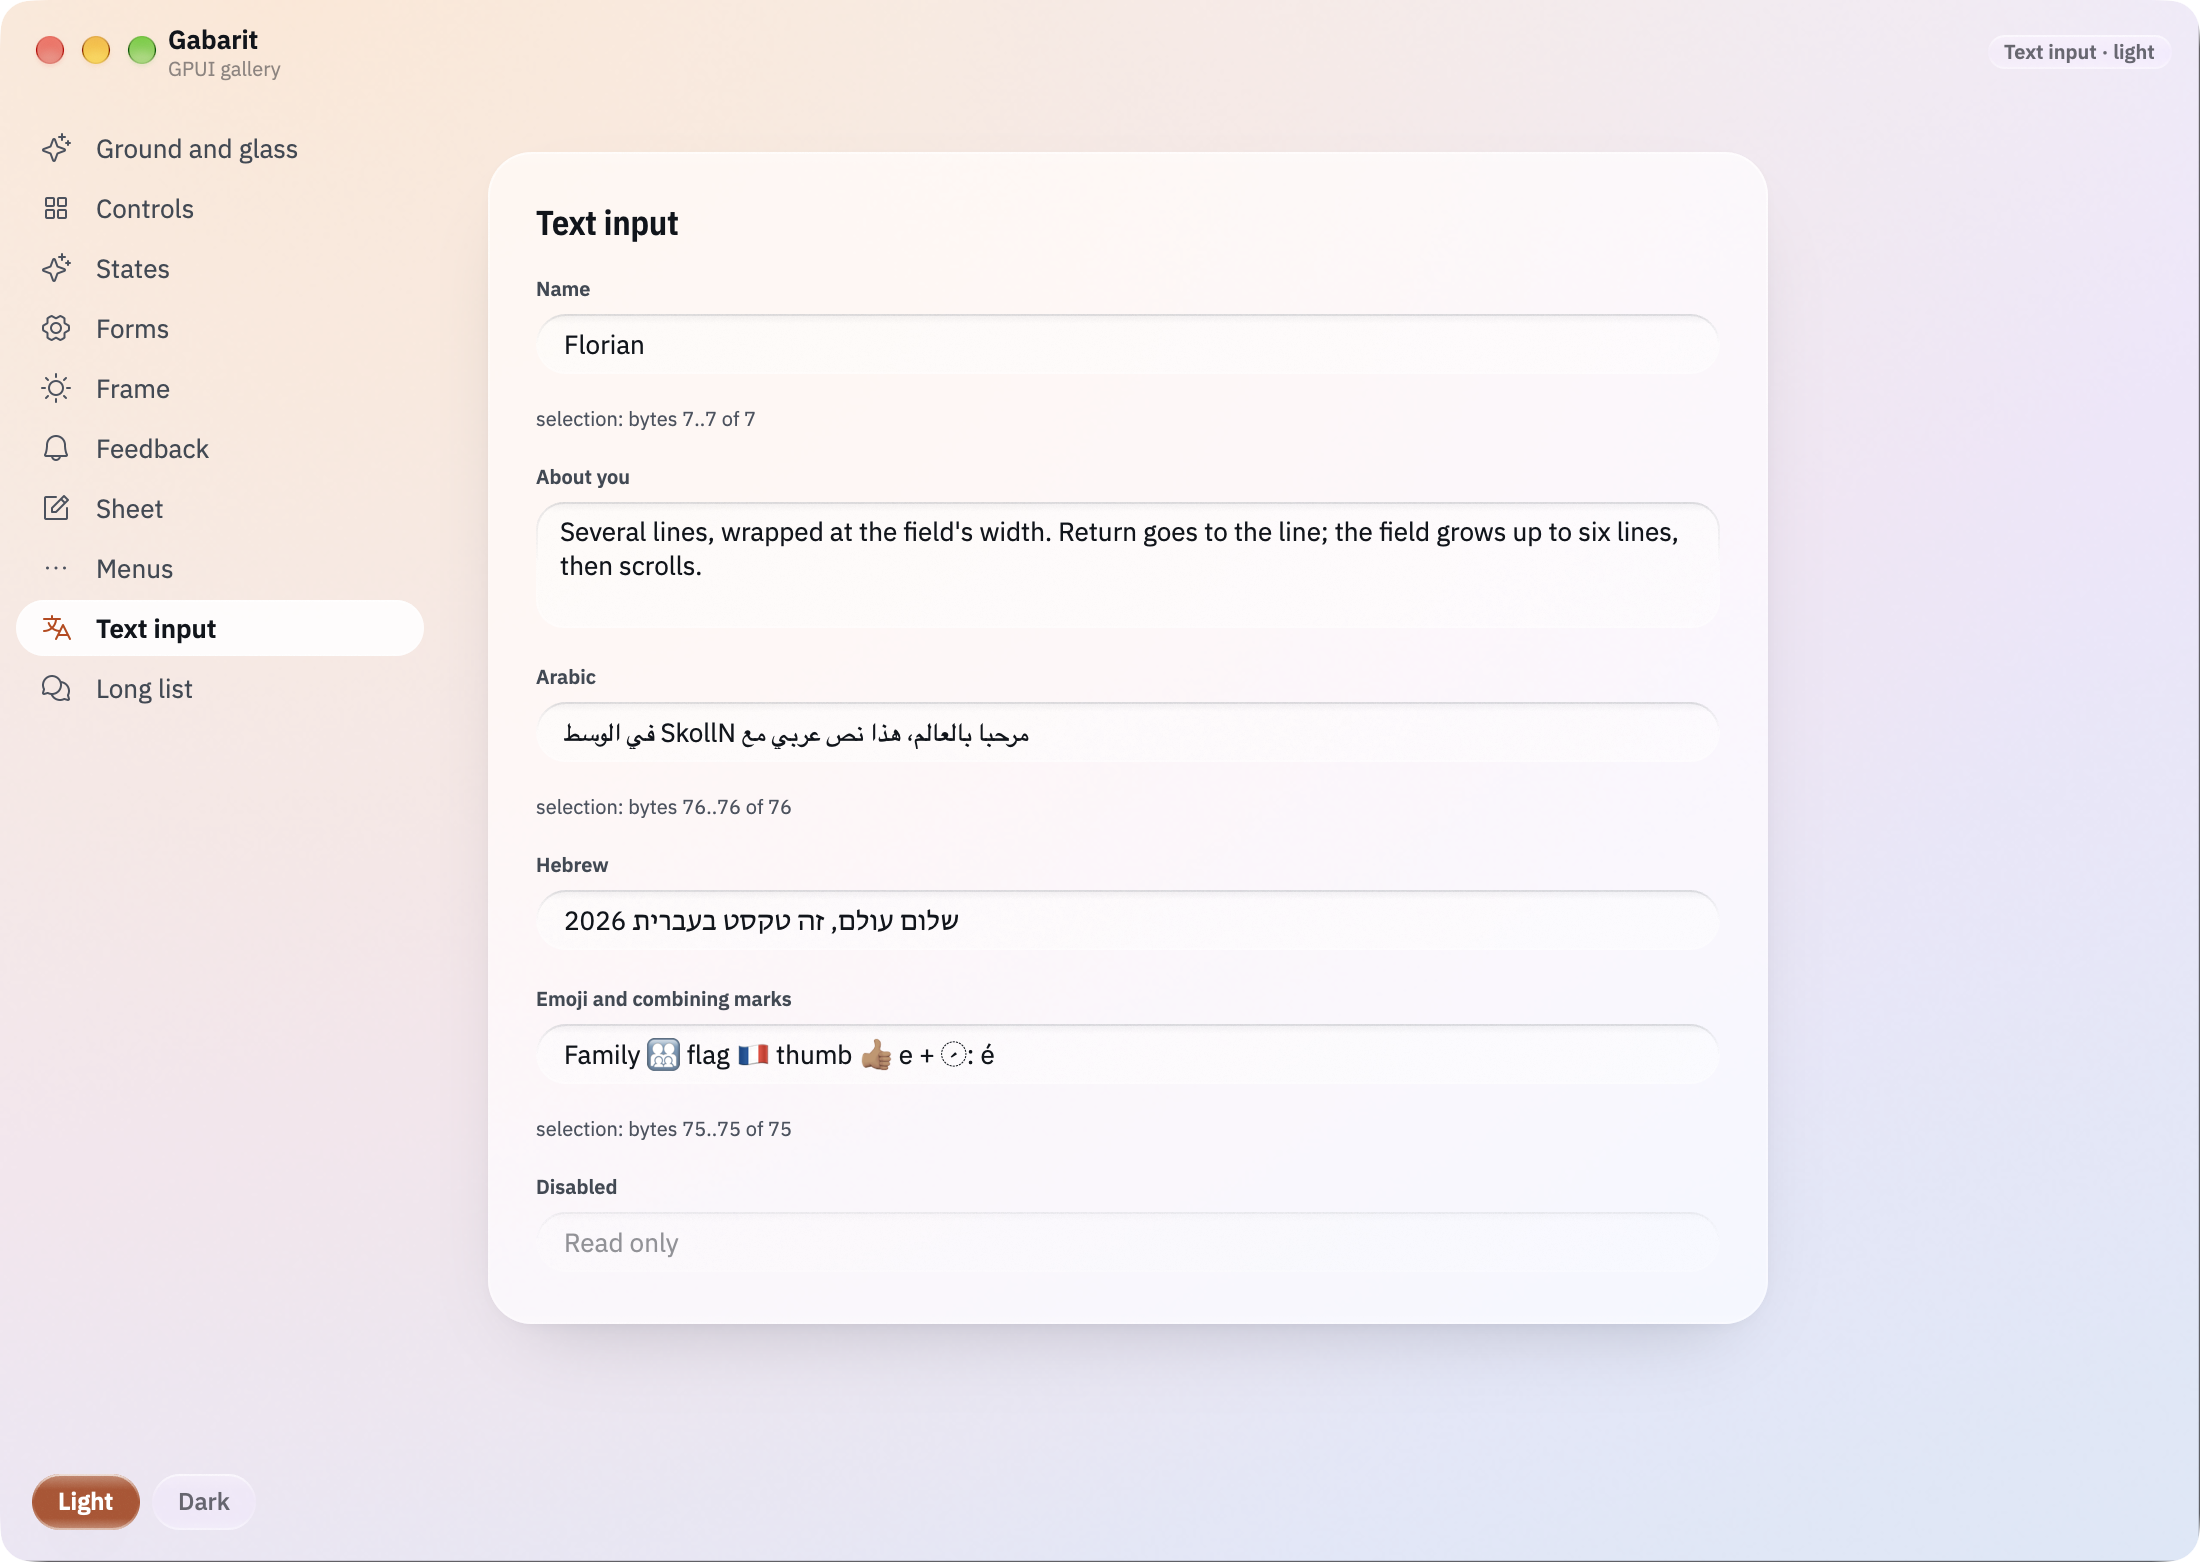 Gabarit
GPUI gallery
Text input · light
Ground and glass
Controls
States
Forms
Frame
Feedback
Sheet
Menus
Text input
Long list
Text input
Name
Florian
selection: bytes 7..7 of 7
About you
Several lines, wrapped at the field's width. Return goes to the line; the field grows up to six lines,
then scrolls.
Arabic
مرحبا بالعالم، هذا نص عربي مع SkollN في الوسط
selection: bytes 76..76 of 76
Hebrew
שלום עולם, זה טקסט בעברית 2026
Emoji and combining marks
Family 👨‍👩‍👧‍👦 flag 🇫🇷 thumb 👍🏽 e + ◌́: é
selection: bytes 75..75 of 75
Disabled
Read only
Light
Dark